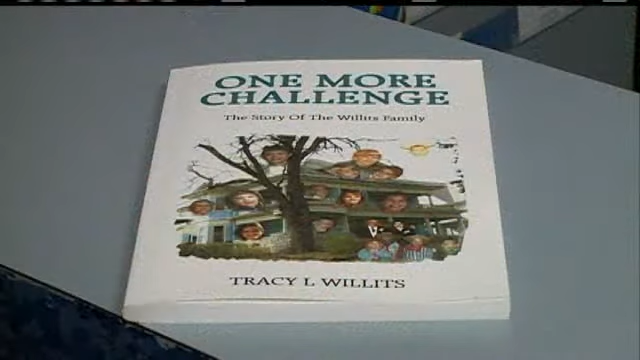 ONE MORE
CHALLENGE
The Story Of The Willits Family
TRACY L WILLITS